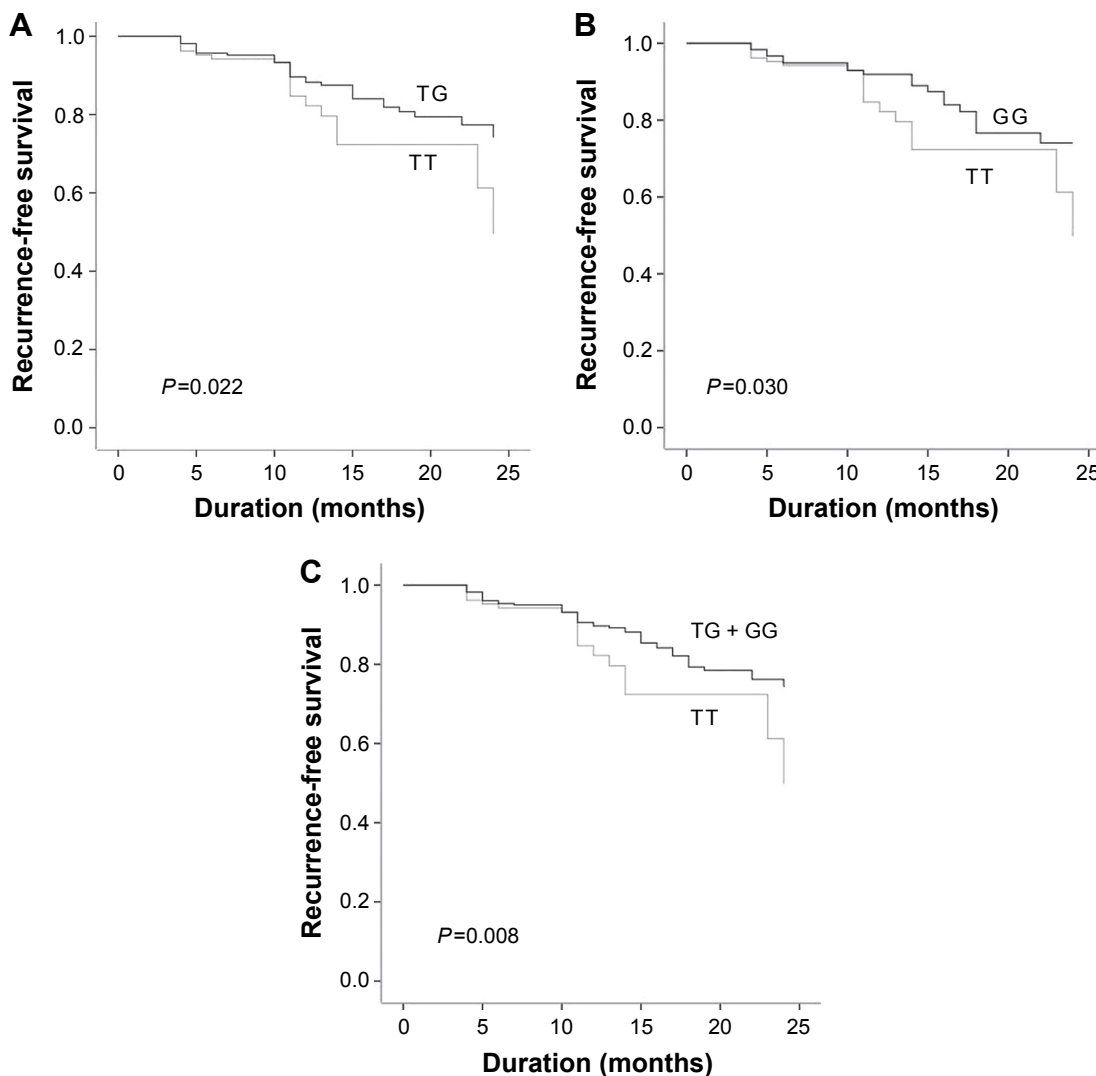 A
Recurrence-free survival
1.0
0.8
0.6
0.4
0.2
0.0
TG
TT
P=0.022
0 5 10 15 20 25
Duration (months)
B
Recurrence-free survival
1.0
0.8
0.6
0.4
0.2
0.0
GG
TT
P=0.030
0 5 10 15 20 25
Duration (months)
C
Recurrence-free survival
1.0
0.8
0.6
0.4
0.2
0.0
TG + GG
TT
P=0.008
0 5 10 15 20 25
Duration (months)